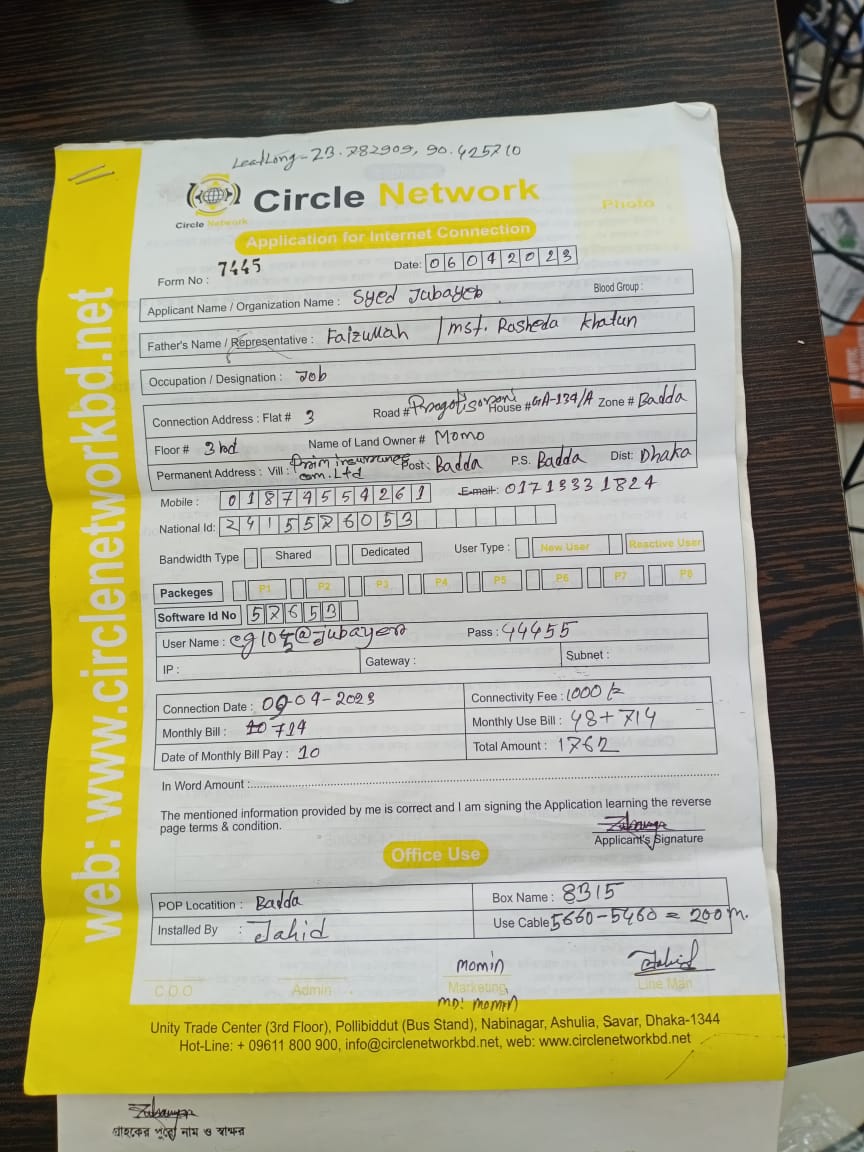 Lead Long - 23.782909, 90.425710
Circle Network
Circle Network
Photo
Application for Internet Connection
Form No : 7445
Date: 06042023
Applicant Name / Organization Name : Syed Jubayeb
Blood Group :
Father's Name / Representative : Faizullah / mst. Rasheda Khatun
Occupation / Designation : Job
Connection Address : Flat # 3 Road # Progotisoroni House # GA-139/A Zone # Badda
Floor # 3rd Name of Land Owner # Momo
Permanent Address : Vill : Prim insurance com. Ltd Post : Badda P.S. Badda Dist: Dhaka
Mobile : 01874554261 E-mail: 01713331824
National Id: 2415526053
Bandwidth Type Shared Dedicated User Type : New User Reactive User
Packeges P1 P2 P3 P4 P5 P6 P7 P8
Software Id No 52653
User Name : @Jubayer Pass : 44455
IP : Gateway : Subnet :
Connection Date : 09-04-2023 Connectivity Fee : 1000/-
Monthly Bill : 714 Monthly Use Bill : 48+714
Date of Monthly Bill Pay : 10 Total Amount : 1762
In Word Amount :
The mentioned information provided by me is correct and I am signing the Application learning the reverse
page terms & condition.
Applicant's Signature
Office Use
POP Locatition : Badda Box Name : 8315
Installed By : Jahid Use Cable 5660-5460 = 200 m.
momin
Jahid
C O O Admin Marketing Line Man
MD: momin
Unity Trade Center (3rd Floor), Pollibiddut (Bus Stand), Nabinagar, Ashulia, Savar, Dhaka-1344
Hot-Line: + 09611 800 900, info@circlenetworkbd.net, web: www.circlenetworkbd.net
web: www.circlenetworkbd.net
গ্রাহকের পুরো নাম ও স্বাক্ষর